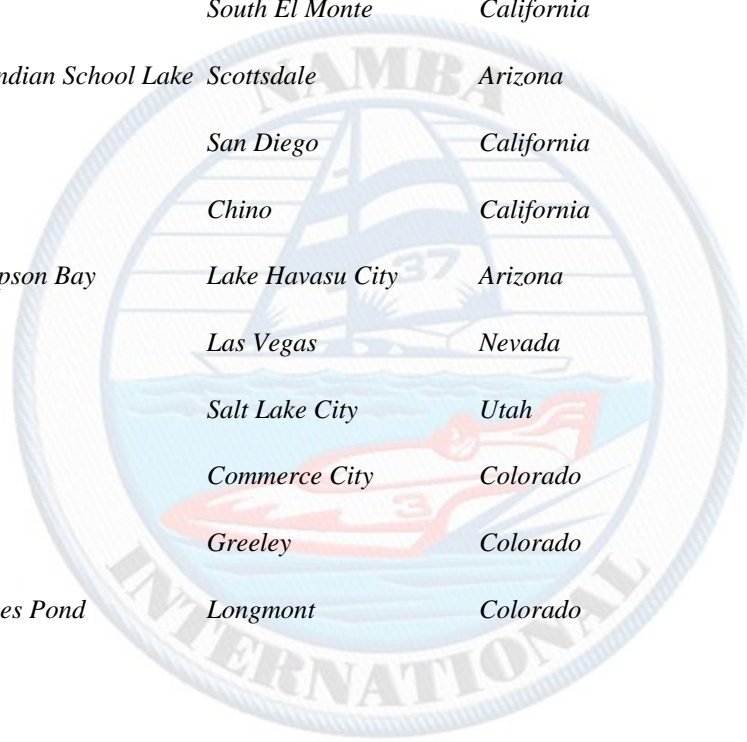 South El Monte California
ndian School Lake Scottsdale Arizona
NAMBA
San Diego California
Chino California
pson Bay Lake Havasu City Arizona
37
Las Vegas Nevada
Salt Lake City Utah
Commerce City Colorado
3
Greeley Colorado
es Pond Longmont Colorado
INTERNATIONAL